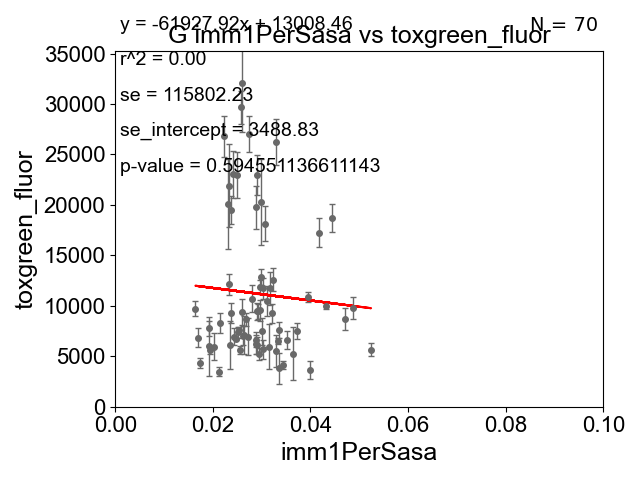 y = -61927.92x + 13008.46
N = 70
G imm1PerSasa vs toxgreen_fluor
r^2 = 0.00
se = 115802.23
se_intercept = 3488.83
p-value = 0.594551136611143
toxgreen_fluor
35000
30000
25000
20000
15000
10000
5000
0
0.00 0.02 0.04 0.06 0.08 0.10
imm1PerSasa